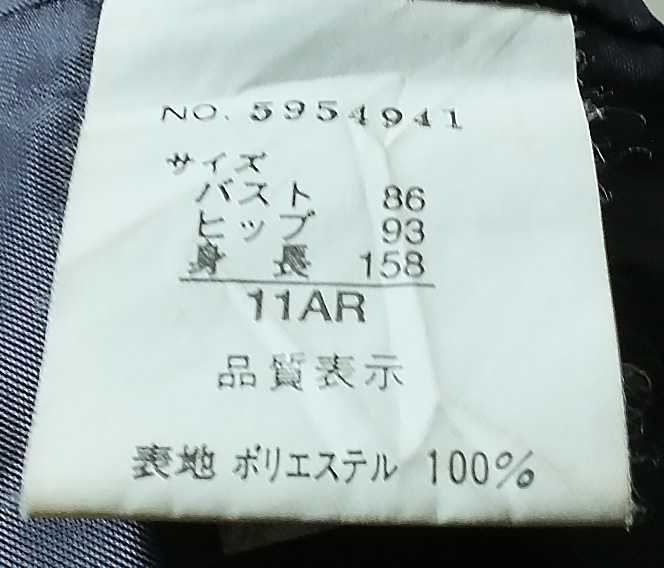 NO. 5954941
サイズ
バスト 86
ヒップ 93
身長 158
11AR
品質表示
表地 ポリエステル 100%